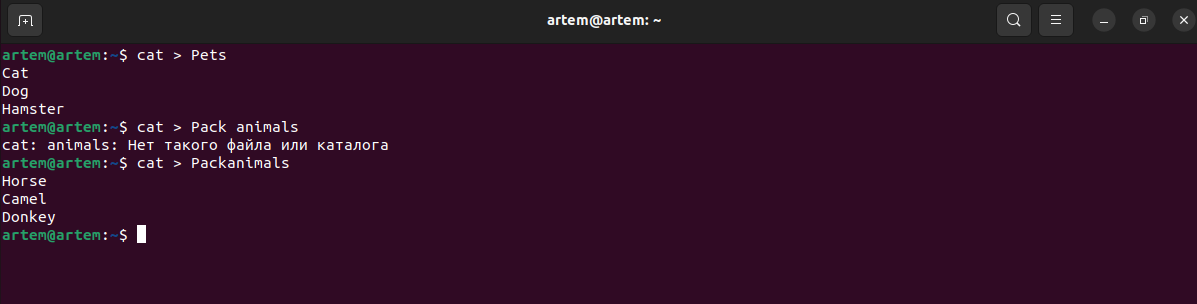 artem@artem: ~
artem@artem:~$ cat > Pets
Cat
Dog
Hamster
artem@artem:~$ cat > Pack animals
cat: animals: Нет такого файла или каталога
artem@artem:~$ cat > Packanimals
Horse
Camel
Donkey
artem@artem:~$